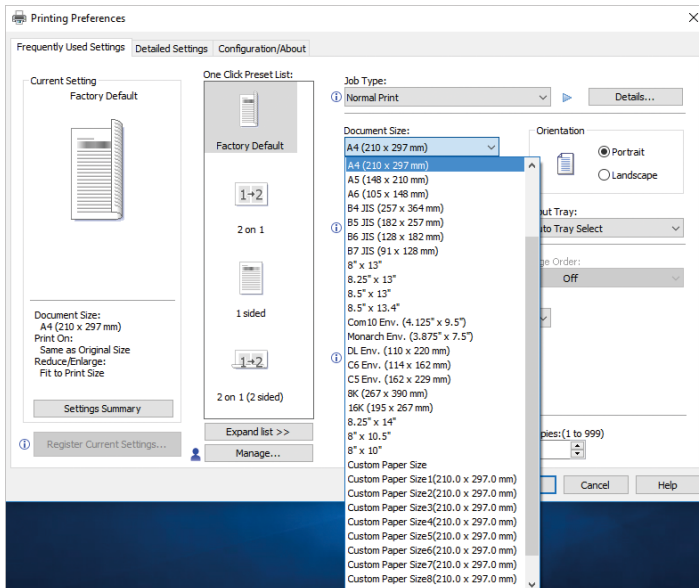 Printing Preferences
Frequently Used Settings
Detailed Settings
Configuration/About
Current Setting
Factory Default
Document Size:
A4 (210 x 297 mm)
Print On:
Same as Original Size
Reduce/Enlarge:
Fit to Print Size
Settings Summary
Register Current Settings...
One Click Preset List:
Factory Default
1→2
2 on 1
1 sided
1→2
2 on 1 (2 sided)
Expand list >>
Manage...
Job Type:
Normal Print
Details...
Document Size:
A4 (210 x 297 mm)
A4 (210 x 297 mm)
A5 (148 x 210 mm)
A6 (105 x 148 mm)
B4 JIS (257 x 364 mm)
B5 JIS (182 x 257 mm)
B6 JIS (128 x 182 mm)
B7 JIS (91 x 128 mm)
8" x 13"
8.25" x 13"
8.5" x 13"
8.5" x 13.4"
Com10 Env. (4.125" x 9.5")
Monarch Env. (3.875" x 7.5")
DL Env. (110 x 220 mm)
C6 Env. (114 x 162 mm)
C5 Env. (162 x 229 mm)
8K (267 x 390 mm)
16K (195 x 267 mm)
8.25" x 14"
8" x 10.5"
8" x 10"
Custom Paper Size
Custom Paper Size1(210.0 x 297.0 mm)
Custom Paper Size2(210.0 x 297.0 mm)
Custom Paper Size3(210.0 x 297.0 mm)
Custom Paper Size4(210.0 x 297.0 mm)
Custom Paper Size5(210.0 x 297.0 mm)
Custom Paper Size6(210.0 x 297.0 mm)
Custom Paper Size7(210.0 x 297.0 mm)
Custom Paper Size8(210.0 x 297.0 mm)
Orientation
Portrait
Landscape
Tray:
Tray Select
Order:
Off
(1 to 999)
Cancel
Help